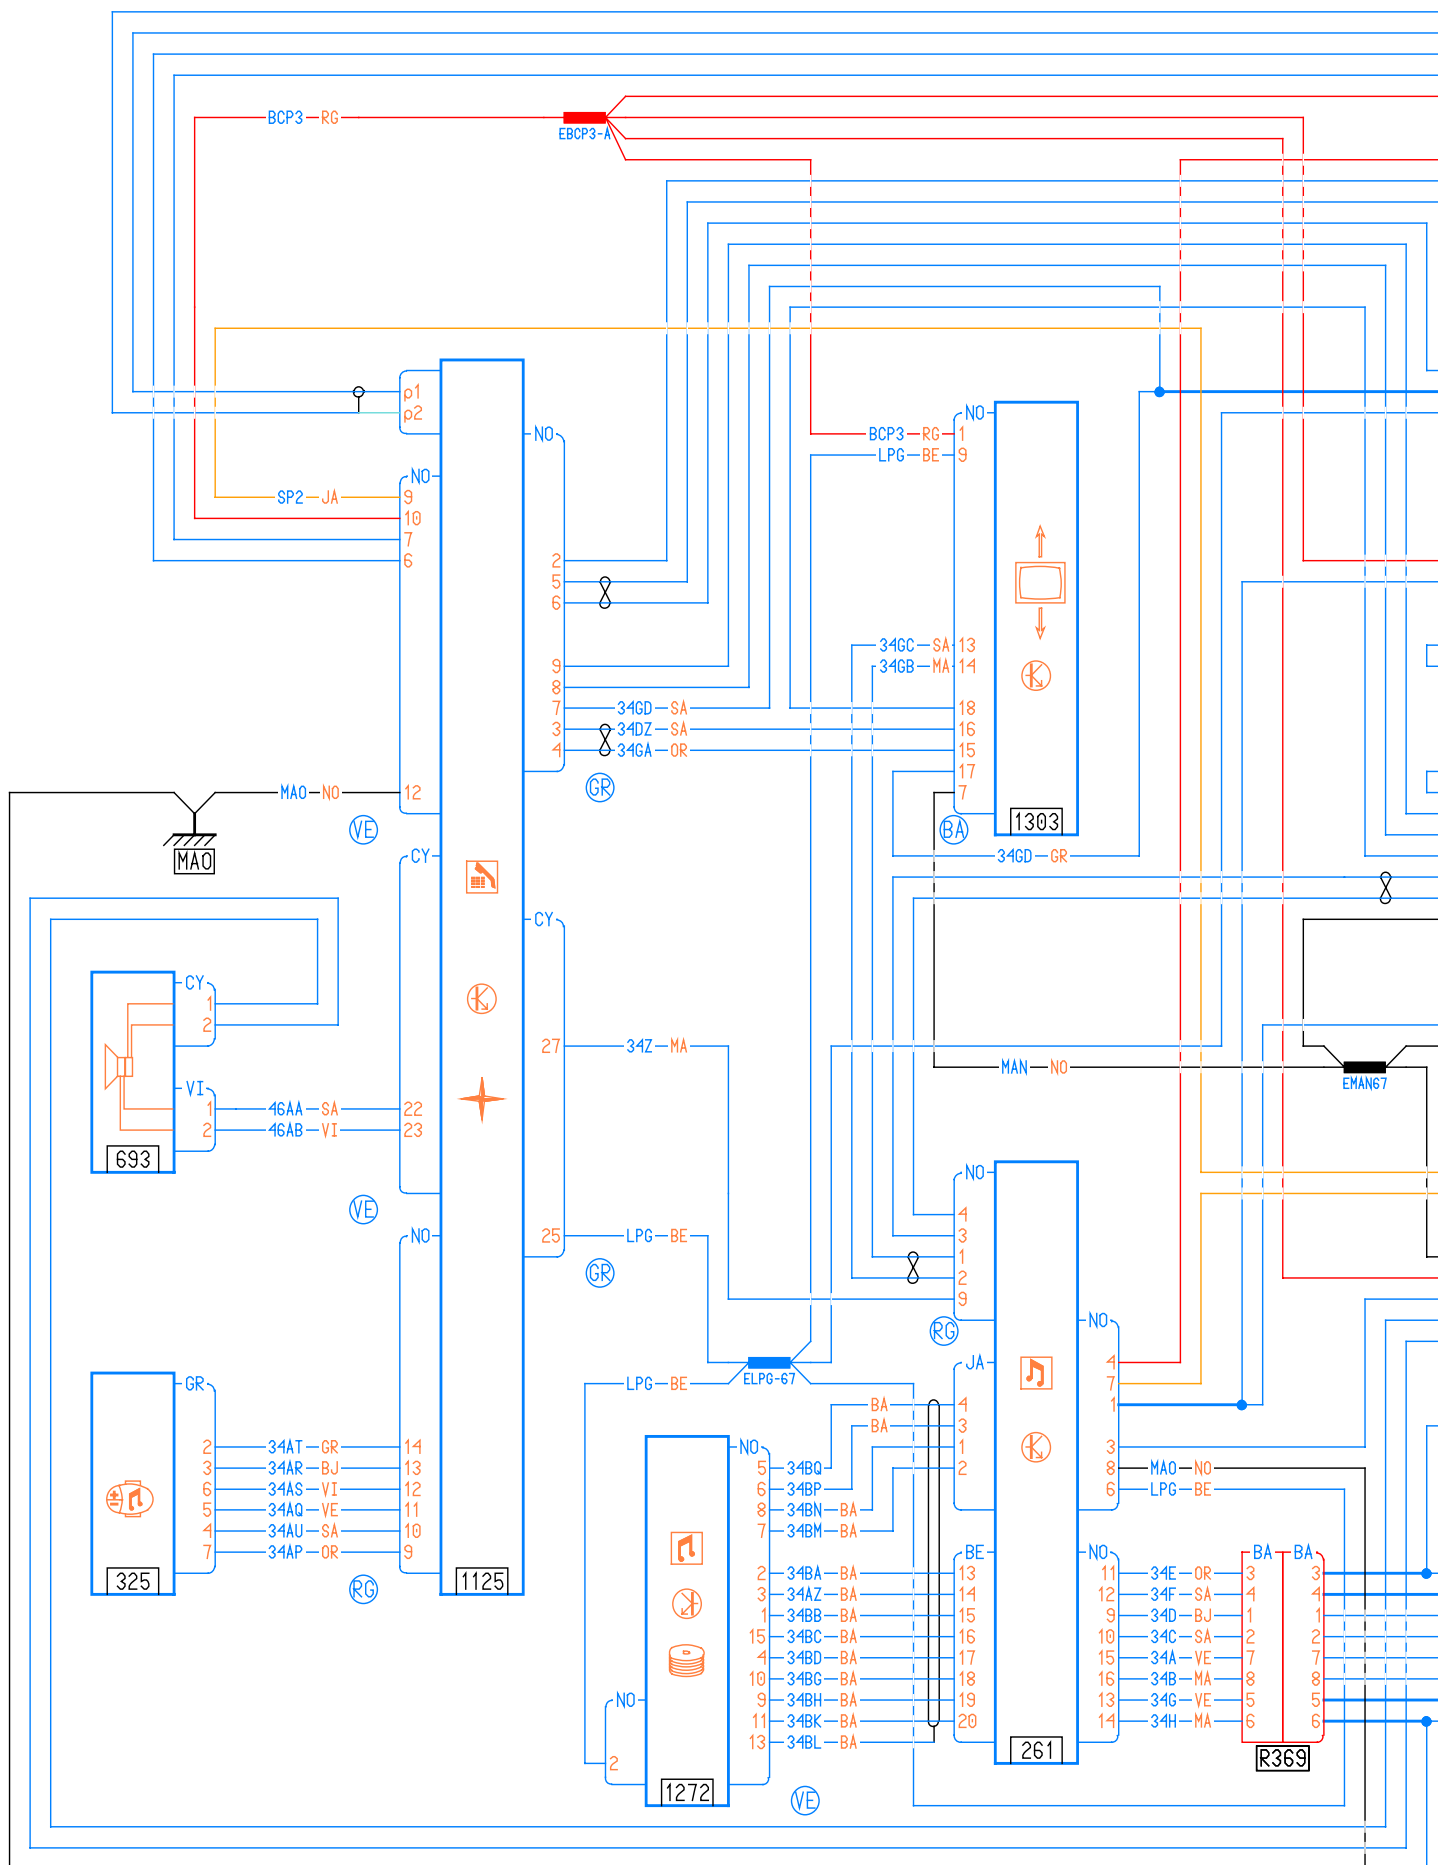 BCP3 RG
EBCP3-A
p1
p2
NO
NO
NO
BCP3 RG 1
LPG BE 9
SP2 JA 9
10
7
6
2
5
6
34GC SA 13
34GB MA 14
9
8
7 34GD SA 18
3 34DZ SA 16
4 34GA OR 15
17
GR
MAO NO 12
7
1303
VE
BA
MAO
CY
34GD GR
CY
CY
1
2
27 34Z MA
MAN NO
EMAN67
VI
1 46AA SA 22
2 46AB VI 23
693
NO
VE
4
NO
25 LPG BE
3
1
GR
2
9
RG
NO
JA
4
ELPG-67
GR
LPG BE
7
BA 4
1
BA 3
2 34AT GR 14
NO
1
3
3 34AR BJ 13
5 34BQ
2
8 MAO NO
6 34AS VI 12
6 34BP
6 LPG BE
5 34AQ VE 11
8 34BN BA
4 34AU SA 10
7 34BM BA
7 34AP OR 9
BE
NO
BA BA
325
1125
RG
2 34BA BA 13
11 34E OR 3 3
3 34AZ BA 14
12 34F SA 4 4
1 34BB BA 15
9 34D BJ 1 1
15 34BC BA 16
10 34C SA 2 2
4 34BD BA 17
15 34A VE 7 7
10 34BG BA 18
16 34B MA 8 8
NO
9 34BH BA 19
13 34G VE 5 5
11 34BK BA 20
14 34H MA 6 6
13 34BL BA
261
R369
2
1272
VE